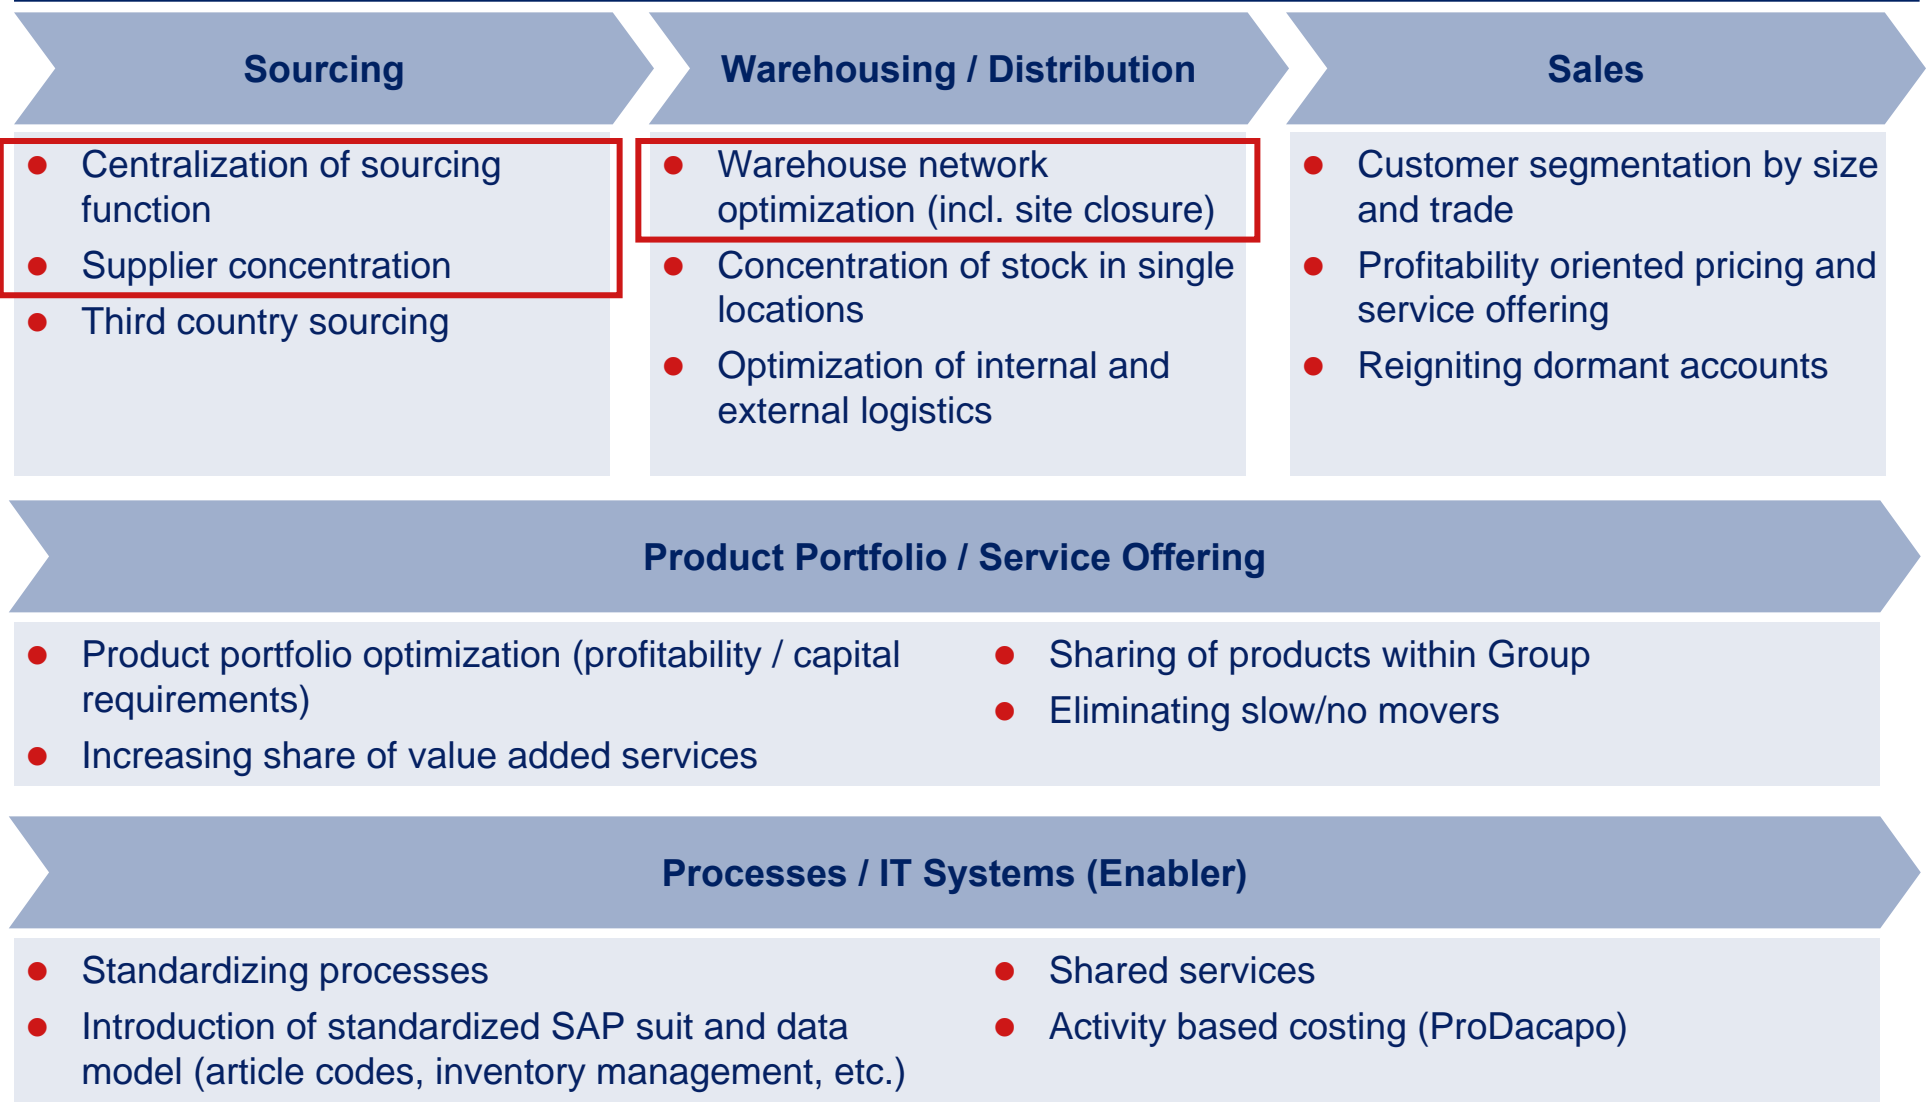 Sourcing
● Centralization of sourcing
function
● Supplier concentration
● Third country sourcing
Warehousing / Distribution
● Warehouse network
optimization (incl. site closure)
● Concentration of stock in single
locations
● Optimization of internal and
external logistics
Sales
● Customer segmentation by size
and trade
● Profitability oriented pricing and
service offering
● Reigniting dormant accounts
Product Portfolio / Service Offering
● Product portfolio optimization (profitability / capital
requirements)
● Increasing share of value added services
● Sharing of products within Group
● Eliminating slow/no movers
Processes / IT Systems (Enabler)
● Standardizing processes
● Introduction of standardized SAP suit and data
model (article codes, inventory management, etc.)
● Shared services
● Activity based costing (ProDacapo)